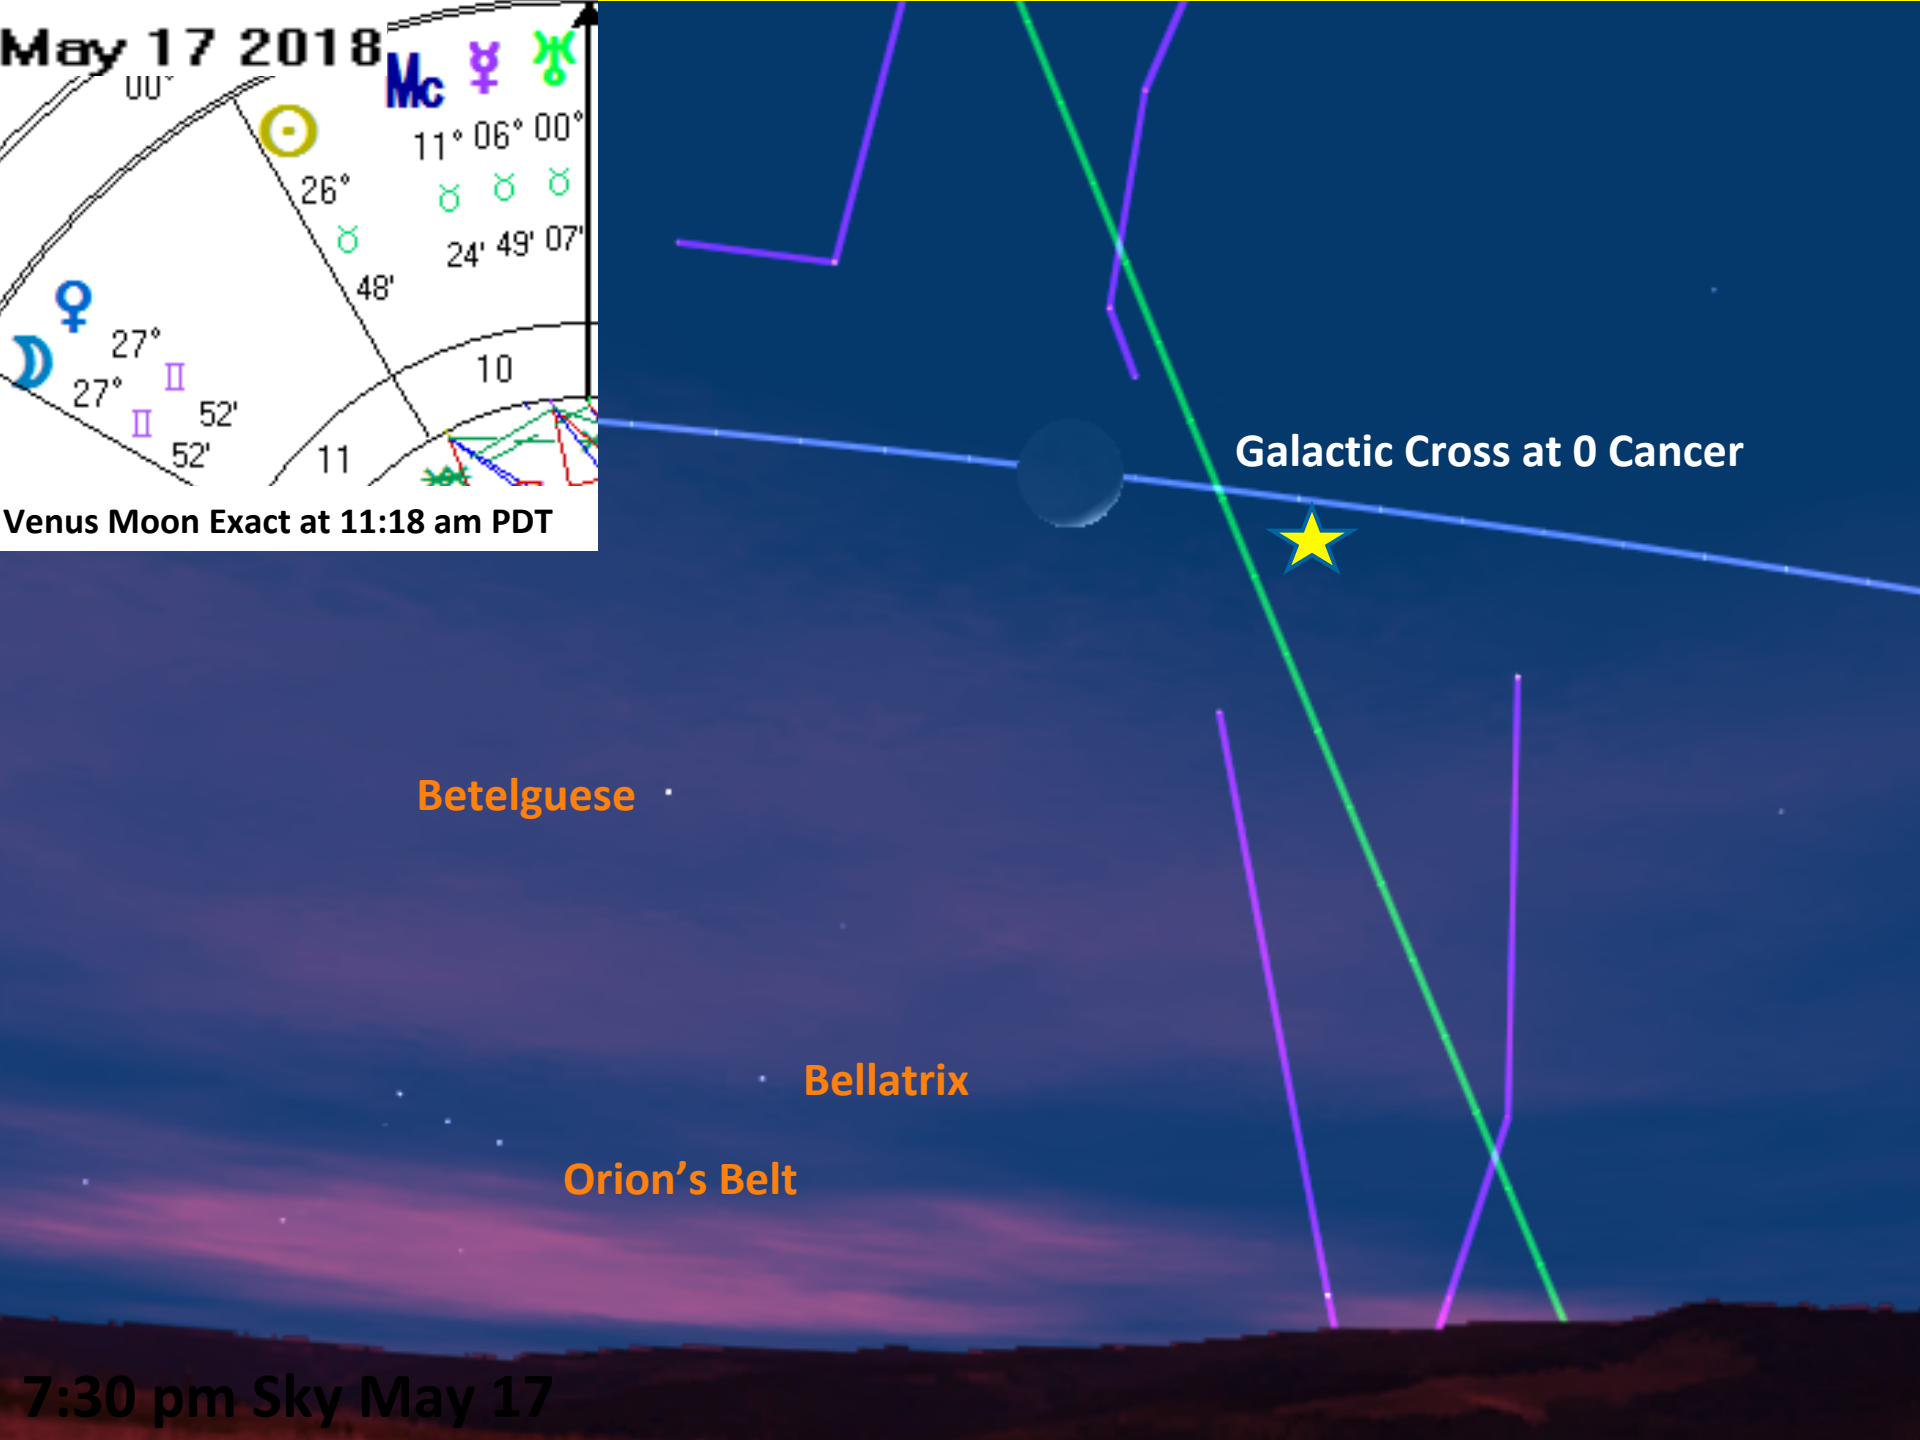 May 17 2018
00°
Mc ☿ ♅
☉
11° 06° 00°
26°
♉ ♉ ♉
♉
24' 49' 07'
48'
♀
27°
☽
♊
27°
52'
♊
52'
10
11
Venus Moon Exact at 11:18 am PDT
Galactic Cross at 0 Cancer
Betelguese
Bellatrix
Orion’s Belt
7:30 pm Sky May 17